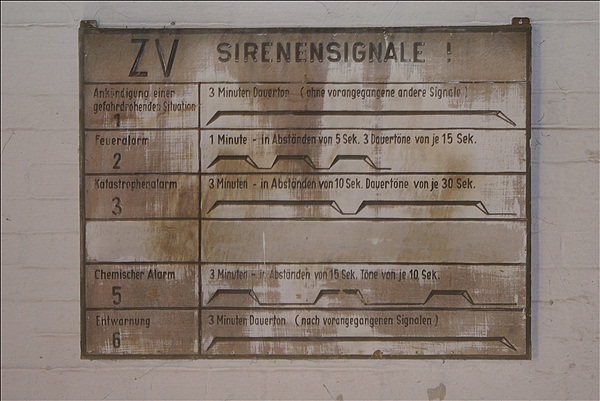 ZV SIRENENSIGNALE !
Ankündigung einer
gefahrdrohenden Situation
1
3 Minuten Dauerton (ohne vorangegangene andere Signale)
Feueralarm
2
1 Minute - in Abständen von 5 Sek. 3 Dauertöne von je 15 Sek.
Katastrophenalarm
3
3 Minuten - in Abständen von 10 Sek. Dauertöne von je 30 Sek.
Chemischer Alarm
5
3 Minuten - in Abständen von 15 Sek. Töne von je 10 Sek.
Entwarnung
6
3 Minuten Dauerton (nach vorangegangenen Signalen)